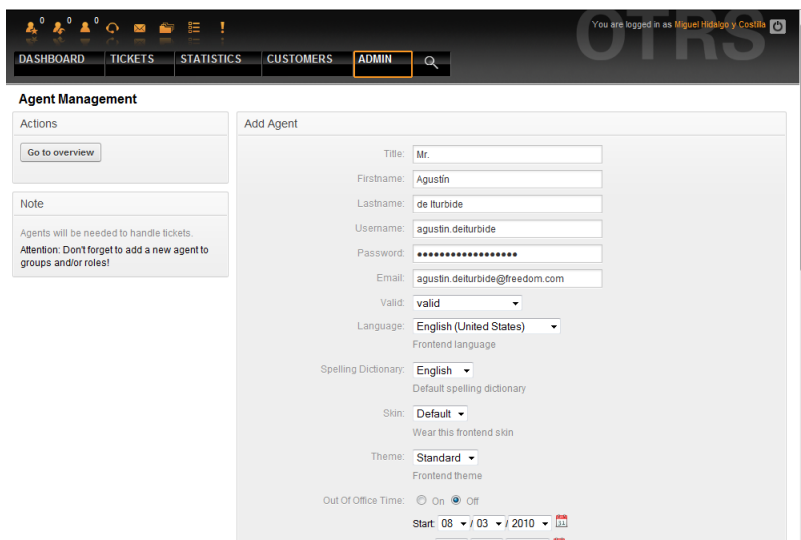 0 0 0
You are logged in as Miguel Hidalgo y Costilla
OTRS
DASHBOARD TICKETS STATISTICS CUSTOMERS ADMIN
Agent Management
Actions
Go to overview
Note
Agents will be needed to handle tickets.
Attention: Don't forget to add a new agent to
groups and/or roles!
Add Agent
Title: Mr.
Firstname: Agustín
Lastname: de Iturbide
Username: agustin.deiturbide
Password: ●●●●●●●●●●●●●●●●●●
Email: agustin.deiturbide@freedom.com
Valid: valid
Language: English (United States)
Frontend language
Spelling Dictionary: English
Default spelling dictionary
Skin: Default
Wear this frontend skin
Theme: Standard
Frontend theme
Out Of Office Time: On Off
Start: 08 / 03 / 2010